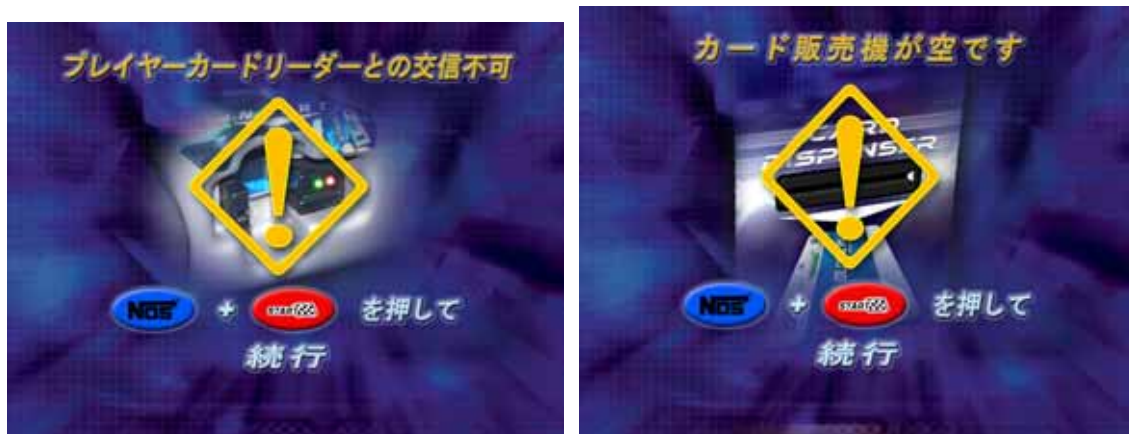 プレイヤーカードリーダーとの交信不可
NOS + START を押して
続行
カード販売機が空です
CARD
DISPENSER
NOS + START を押して
続行